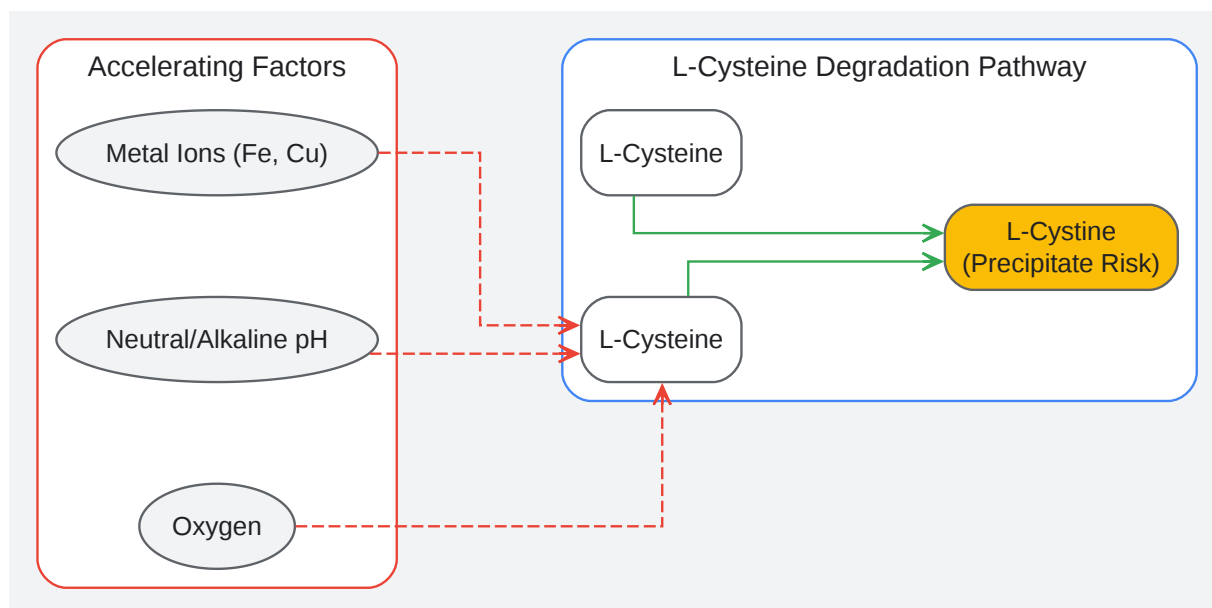 Accelerating Factors
Metal Ions (Fe, Cu)
Neutral/Alkaline pH
Oxygen
L-Cysteine Degradation Pathway
L-Cysteine
L-Cysteine
L-Cystine
(Precipitate Risk)